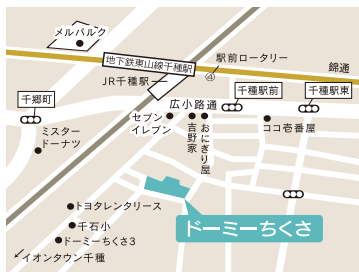 メルパルク
地下鉄東山線千種駅
駅前ロータリー
④
錦通
JR千種駅
千郷町
広小路通
千種駅前
千種駅東
セブン
イレブン
吉野家
おにぎり屋
ココ壱番屋
ミスター
ドーナツ
トヨタレンタリース
千石小
ドーミーちくさ3
イオンタウン千種
ドーミーちくさ